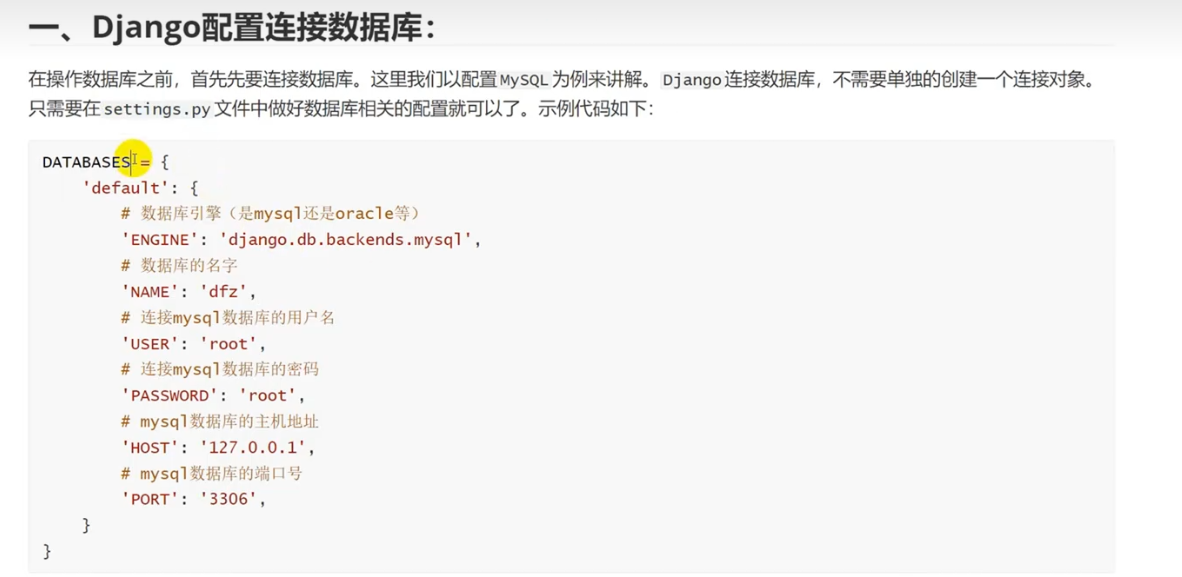 一、Django配置连接数据库：
在操作数据库之前，首先先要连接数据库。这里我们以配置MySQL为例来讲解。Django连接数据库，不需要单独的创建一个连接对象。
只需要在settings.py文件中做好数据库相关的配置就可以了。示例代码如下：
DATABASES = {
    'default': {
        # 数据库引擎（是mysql还是oracle等）
        'ENGINE': 'django.db.backends.mysql',
        # 数据库的名字
        'NAME': 'dfz',
        # 连接mysql数据库的用户名
        'USER': 'root',
        # 连接mysql数据库的密码
        'PASSWORD': 'root',
        # mysql数据库的主机地址
        'HOST': '127.0.0.1',
        # mysql数据库的端口号
        'PORT': '3306',
    }
}